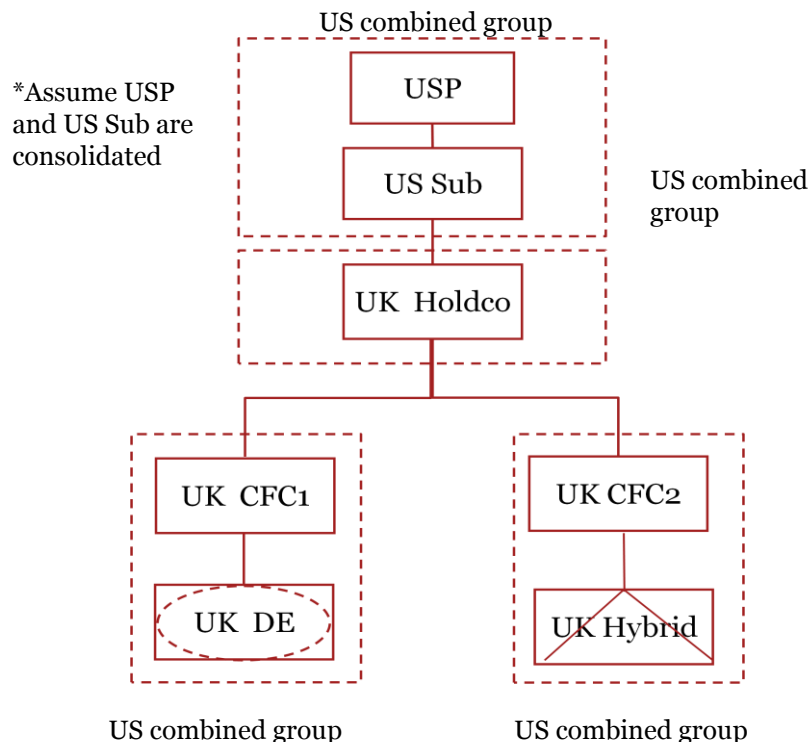 US combined group
USP
*Assume USP
and US Sub are
consolidated
US Sub
US combined
group
UK Holdco
UK CFC1
UK CFC2
UK DE
UK Hybrid
US combined group
US combined group